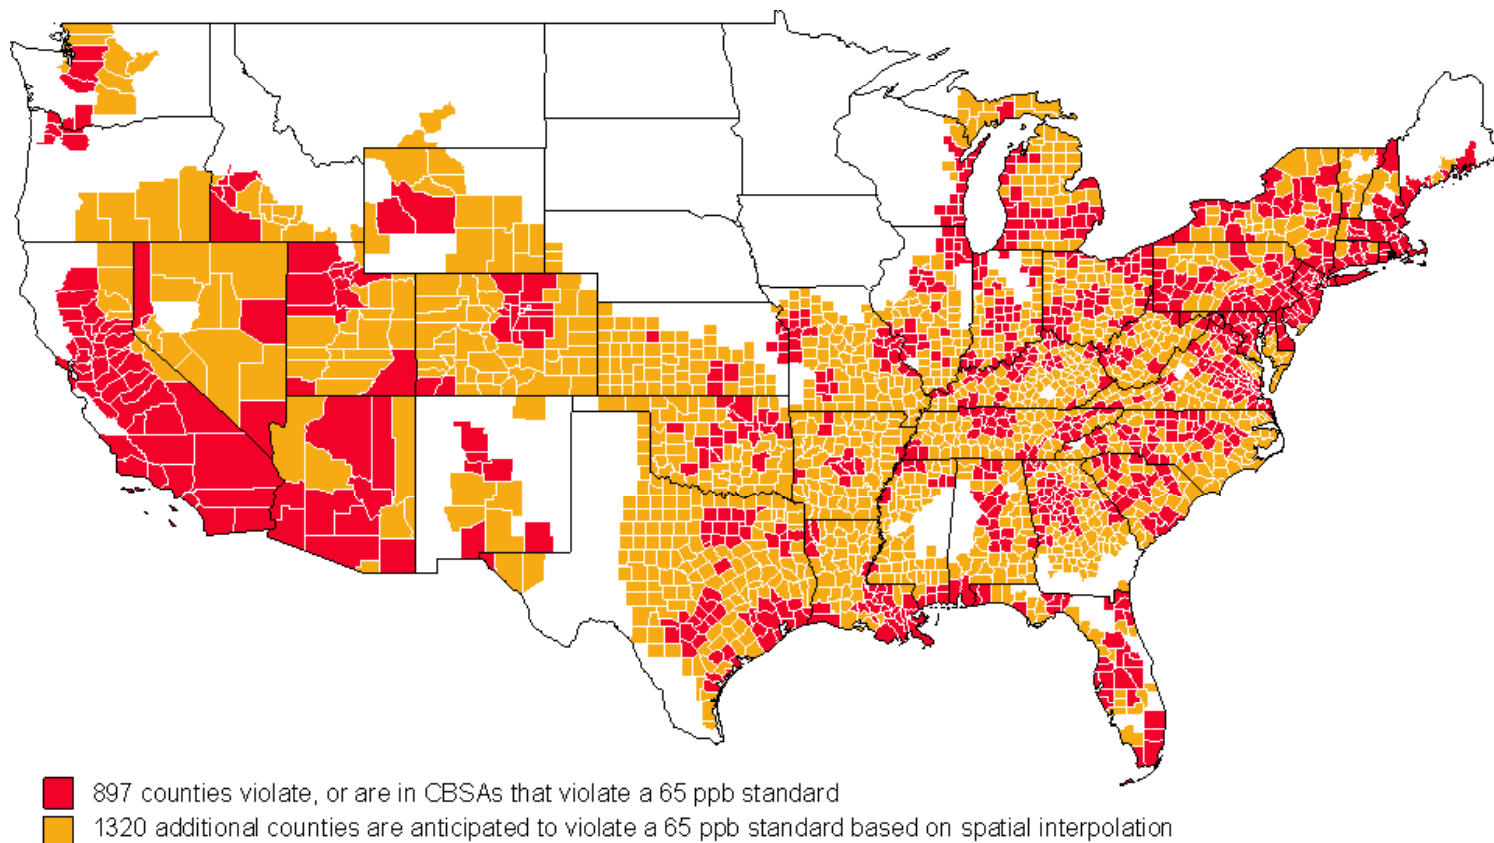 897 counties violate, or are in CBSAs that violate a 65 ppb standard
1320 additional counties are anticipated to violate a 65 ppb standard based on spatial interpolation